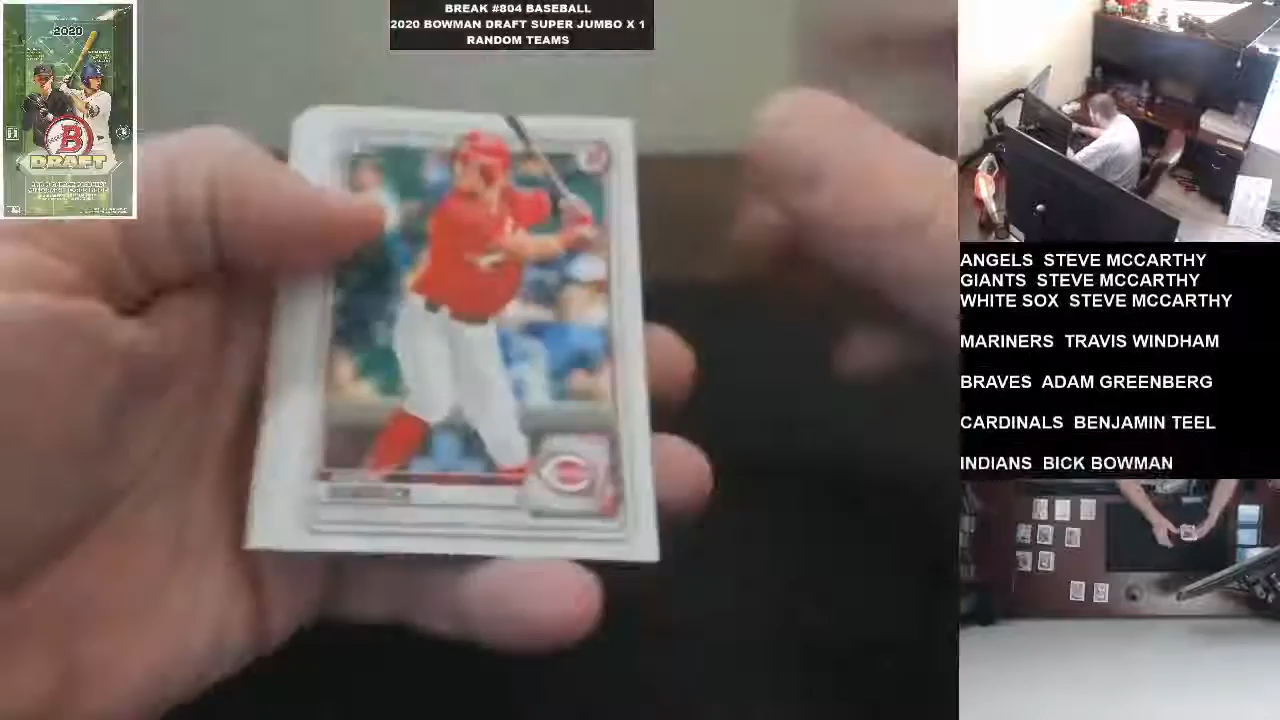 BREAK #804 BASEBALL
2020 BOWMAN DRAFT SUPER JUMBO X 1
RANDOM TEAMS
2020
B
DRAFT
ANGELS STEVE MCCARTHY
GIANTS STEVE MCCARTHY
WHITE SOX STEVE MCCARTHY
MARINERS TRAVIS WINDHAM
BRAVES ADAM GREENBERG
CARDINALS BENJAMIN TEEL
INDIANS BICK BOWMAN